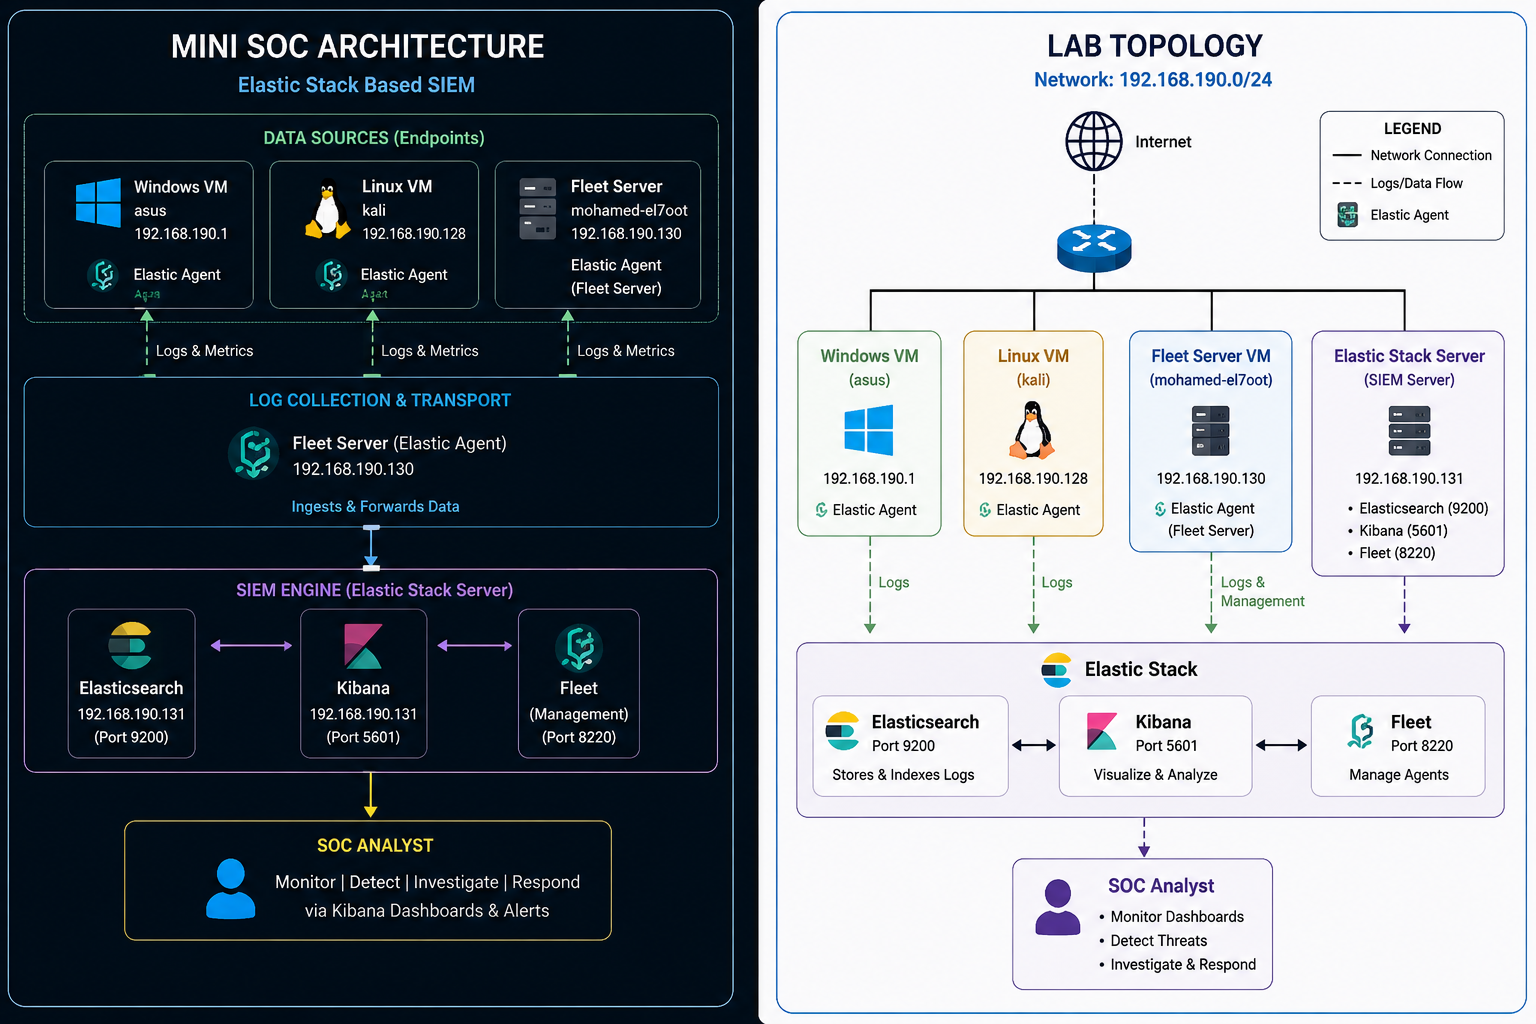 MINI SOC ARCHITECTURE
Elastic Stack Based SIEM
DATA SOURCES (Endpoints)
Windows VM
asus
192.168.190.1
Elastic Agent
Linux VM
kali
192.168.190.128
Elastic Agent
Fleet Server
mohamed-el7oot
192.168.190.130
Elastic Agent
(Fleet Server)
Logs & Metrics
Logs & Metrics
Logs & Metrics
LOG COLLECTION & TRANSPORT
Fleet Server (Elastic Agent)
192.168.190.130
Ingests & Forwards Data
SIEM ENGINE (Elastic Stack Server)
Elasticsearch
192.168.190.131
(Port 9200)
Kibana
192.168.190.131
(Port 5601)
Fleet
(Management)
(Port 8220)
SOC ANALYST
Monitor | Detect | Investigate | Respond
via Kibana Dashboards & Alerts
LAB TOPOLOGY
Network: 192.168.190.0/24
Internet
LEGEND
Network Connection
Logs/Data Flow
Elastic Agent
Windows VM
(asus)
192.168.190.1
Elastic Agent
Linux VM
(kali)
192.168.190.128
Elastic Agent
Fleet Server VM
(mohamed-el7oot)
192.168.190.130
Elastic Agent
(Fleet Server)
Elastic Stack Server
(SIEM Server)
192.168.190.131
• Elasticsearch (9200)
• Kibana (5601)
• Fleet (8220)
Logs
Logs
Logs &
Management
Elastic Stack
Elasticsearch
Port 9200
Stores & Indexes Logs
Kibana
Port 5601
Visualize & Analyze
Fleet
Port 8220
Manage Agents
SOC Analyst
• Monitor Dashboards
• Detect Threats
• Investigate & Respond